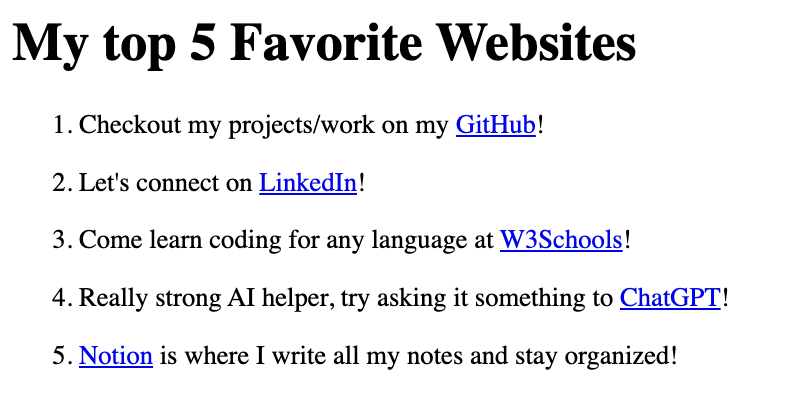 My top 5 Favorite Websites
1. Checkout my projects/work on my GitHub!
2. Let's connect on LinkedIn!
3. Come learn coding for any language at W3Schools!
4. Really strong AI helper, try asking it something to ChatGPT!
5. Notion is where I write all my notes and stay organized!